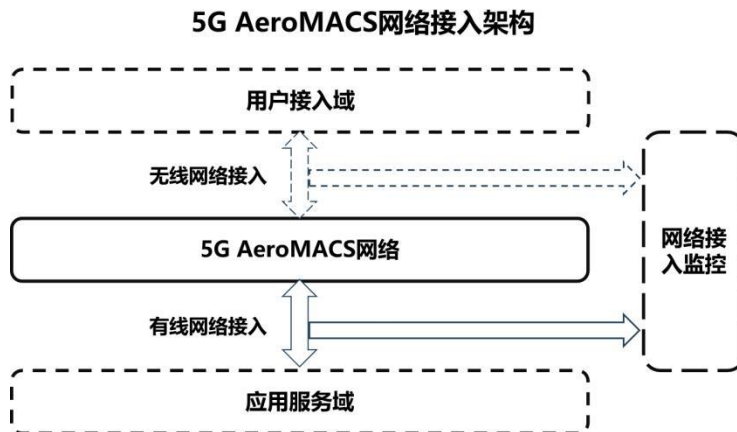 5G AeroMACS网络接入架构
用户接入域
无线网络接入
5G AeroMACS网络
网络接
入监控
有线网络接入
应用服务域